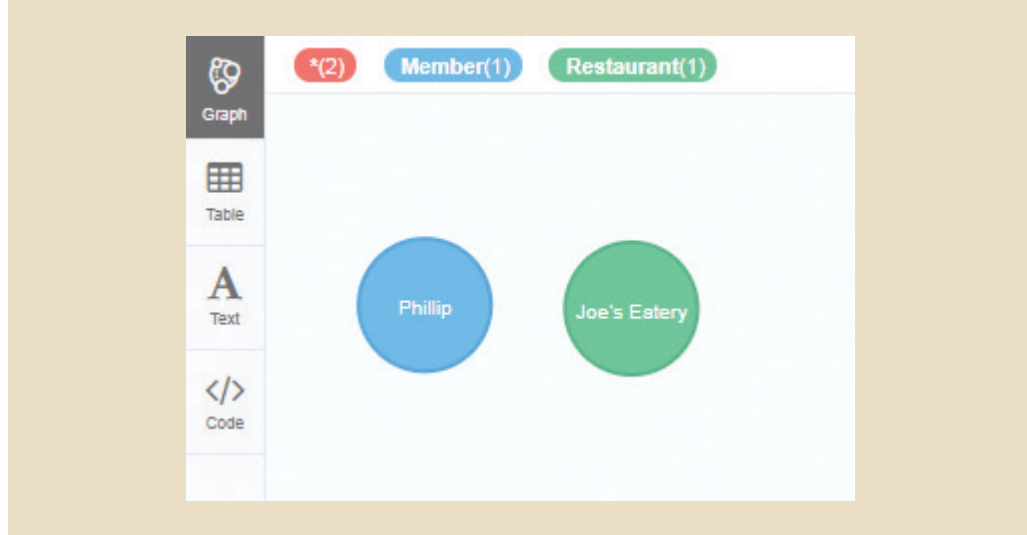 *(2) Member(1) Restaurant(1)
Graph
Table
A
Text
</>
Code
Phillip
Joe's Eatery